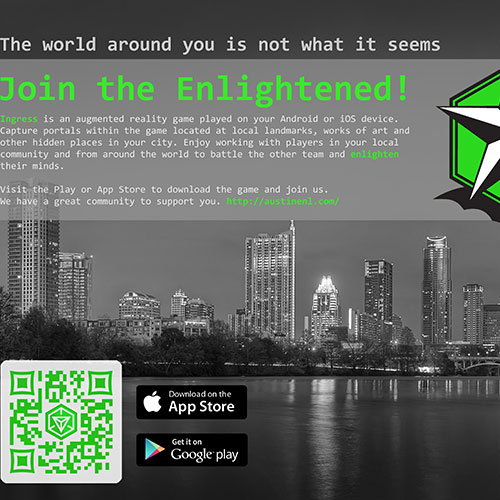 The world around you is not what it seems
Join the Enlightened!
Ingress is an augmented reality game played on your Android or iOS device.
Capture portals within the game located at local landmarks, works of art and
other hidden places in your city. Enjoy working with players in your local
community and from around the world to battle the other team and enlighten
their minds.
Visit the Play or App Store to download the game and join us.
We have a great community to support you. http://austinenl.com/
Download on the
App Store
Get it on
Google play